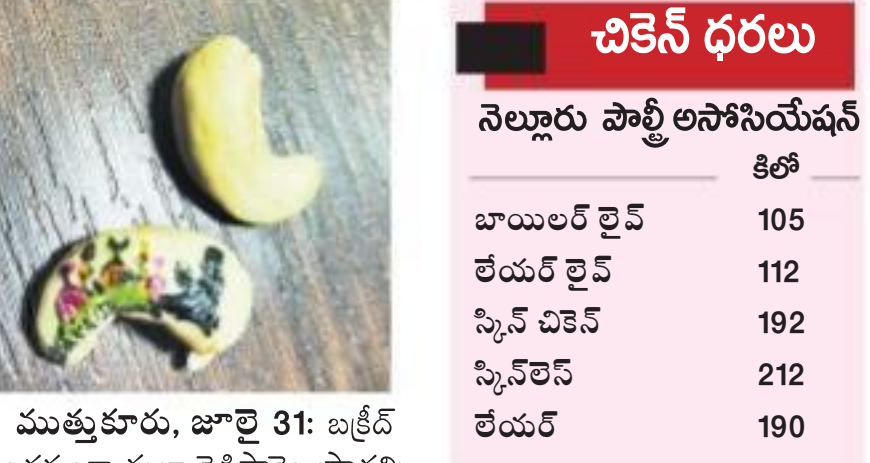 చికెన్ ధరలు
నెల్లూరు పౌల్ట్రీ అసోసియేషన్
కిలో
బాయిలర్ లైవ్ 105
లేయర్ లైవ్ 112
స్కిన్ చికెన్ 192
స్కిన్‌లెస్ 212
లేయర్ 190
ముత్తుకూరు, జూలై 31: బక్రీద్